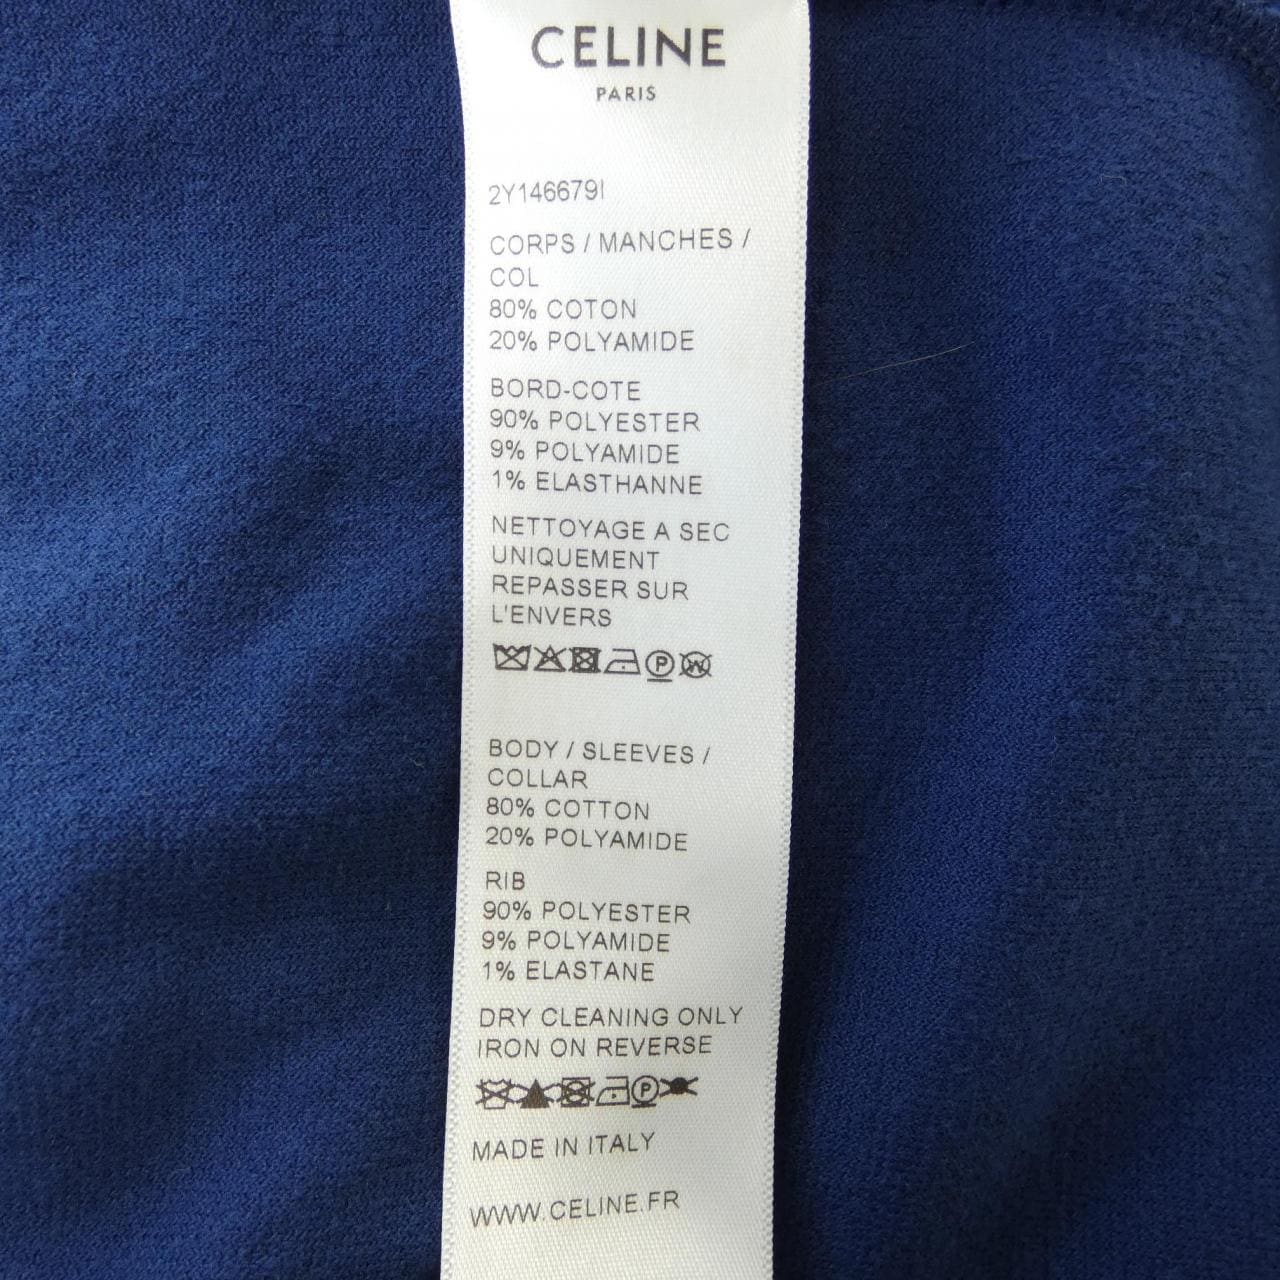 CELINE
PARIS
2Y146679I
CORPS / MANCHES /
COL
80% COTON
20% POLYAMIDE
BORD-COTE
90% POLYESTER
9% POLYAMIDE
1% ELASTHANNE
NETTOYAGE A SEC
UNIQUEMENT
REPASSER SUR
L'ENVERS
P W
BODY / SLEEVES /
COLLAR
80% COTTON
20% POLYAMIDE
RIB
90% POLYESTER
9% POLYAMIDE
1% ELASTANE
DRY CLEANING ONLY
IRON ON REVERSE
P
MADE IN ITALY
WWW.CELINE.FR